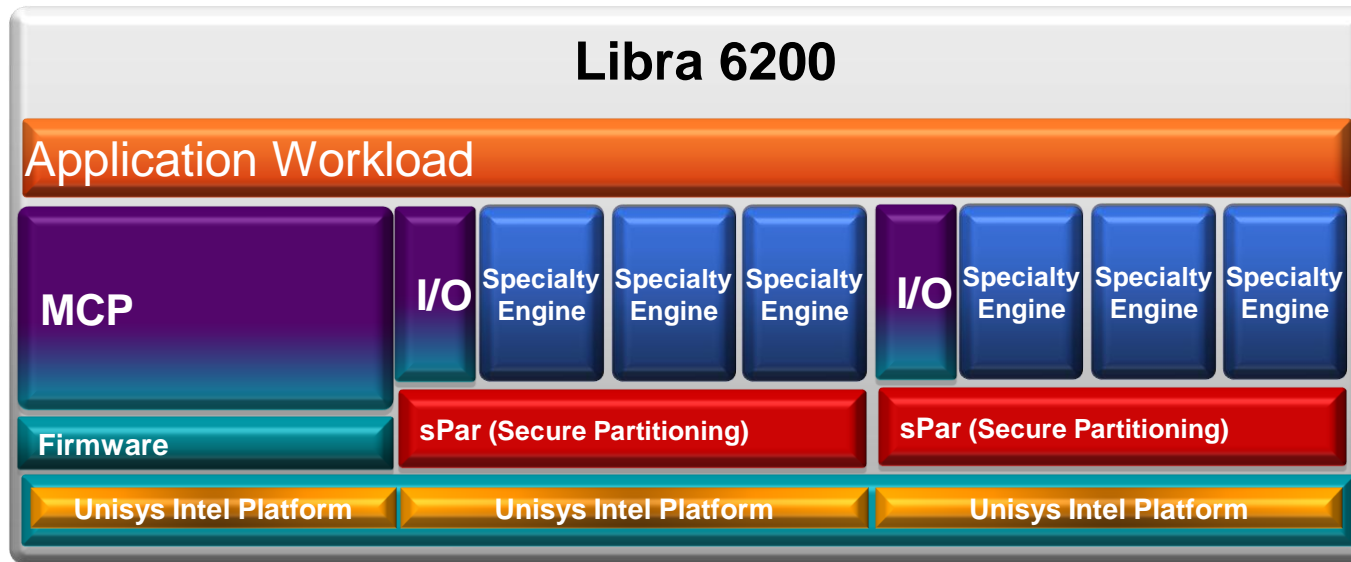 Libra 6200
Application Workload
MCP
I/O
Specialty
Engine
Specialty
Engine
Specialty
Engine
I/O
Specialty
Engine
Specialty
Engine
Specialty
Engine
Firmware
sPar (Secure Partitioning)
sPar (Secure Partitioning)
Unisys Intel Platform
Unisys Intel Platform
Unisys Intel Platform